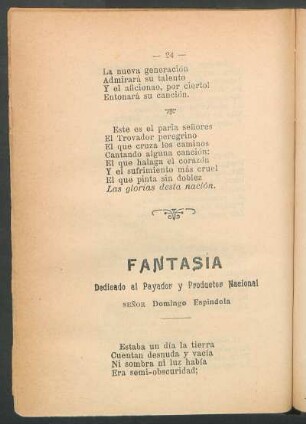 — 24 —
La nueva generación
Admirará su talento
Y el aficionao, por cierto!
Entonará su canción.
Este es el paria señores
El Trovador peregrino
El que cruza los caminos
Cantando alguna canción:
El que halaga el corazón
Y el sufrimiento más cruel
El que pinta sin doblez
Las glorias desta nación.
FANTASÍA
Dedicado al Payador y Productor Nacional
SEÑOR Domingo Espíndola
Estaba un día la tierra
Cuentan desnuda y vacía
Ni sombra ni luz había
Era semi-obscuridad;